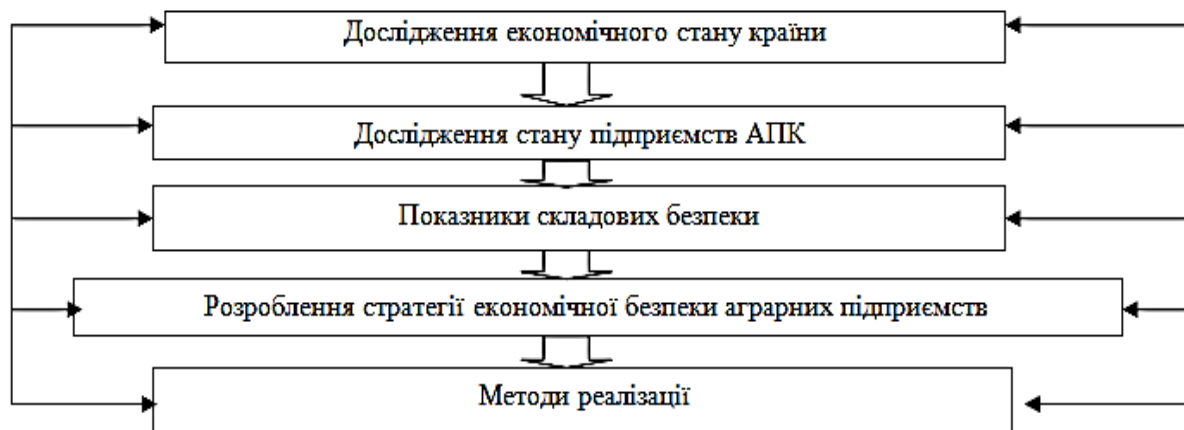 Дослідження економічного стану країни
Дослідження стану підприємств АПК
Показники складових безпеки
Розроблення стратегії економічної безпеки аграрних підприємств
Методи реалізації